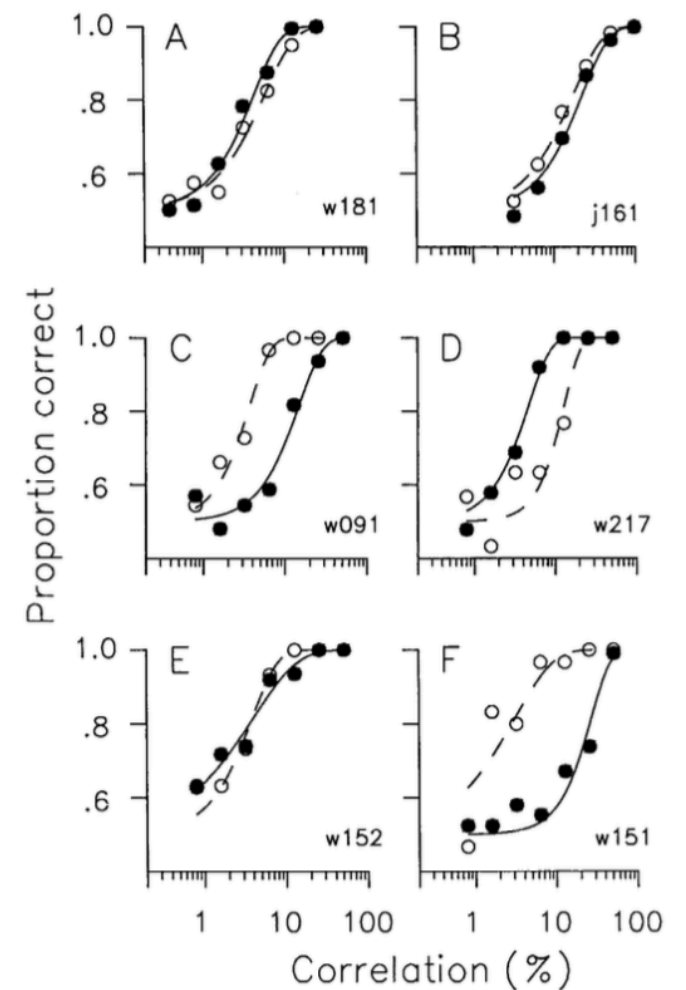 A
B
1.0
.8
.6
w181
j161
C
D
1.0
.8
.6
w091
w217
E
F
1.0
.8
.6
w152
w151
1 10 100 1 10 100
Proportion correct
Correlation (%)